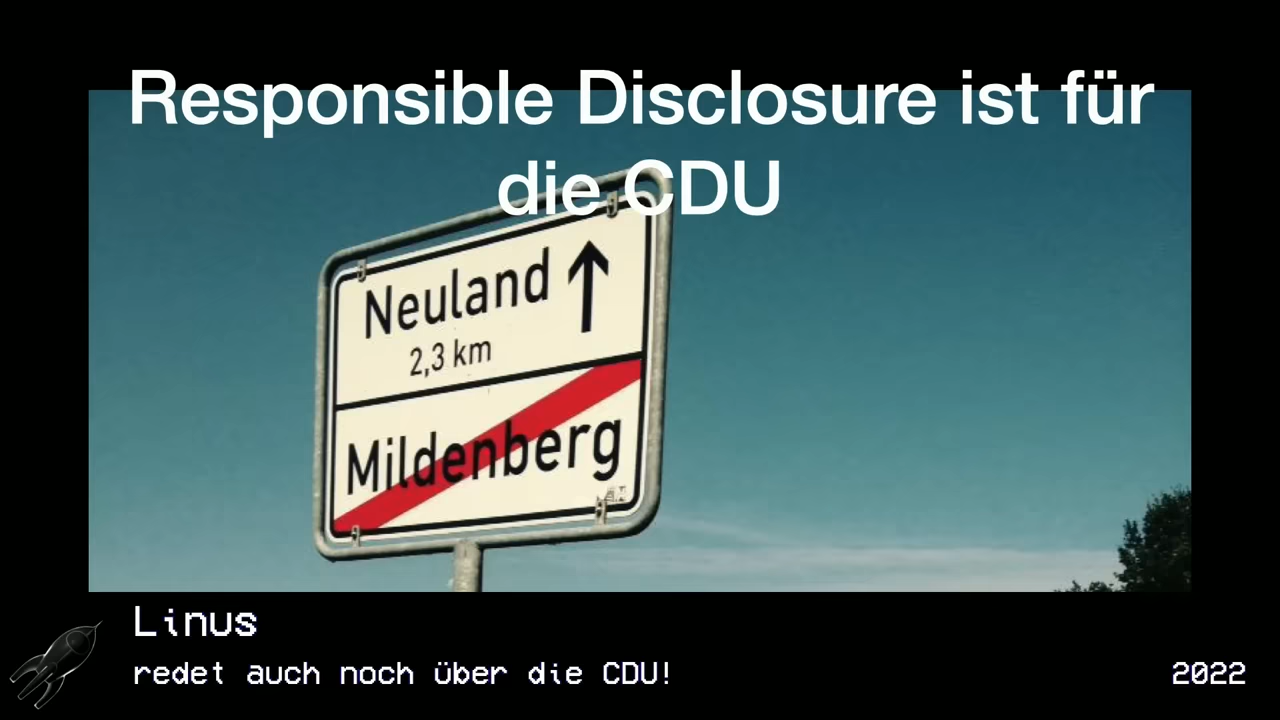 Responsible Disclosure ist für
die CDU
Neuland
2,3 km
Mildenberg
Linus
redet auch noch über die CDU!
2022